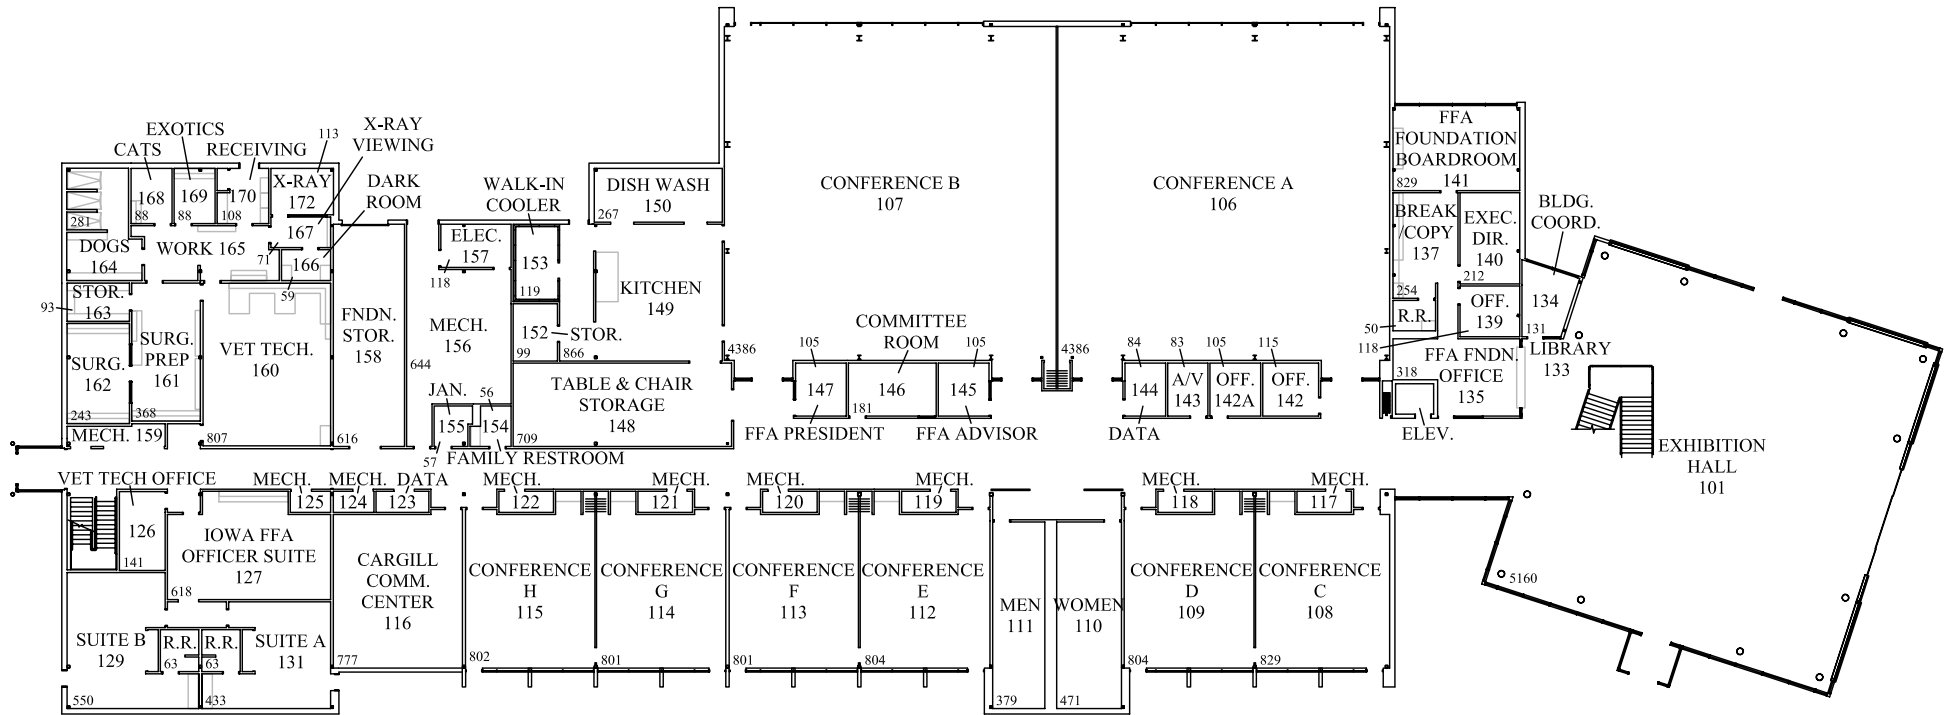 EXOTICS
CATS
RECEIVING
X-RAY
VIEWING
113
168
88
169
88
170
108
X-RAY
172
DARK
ROOM
281
DOGS
164
WORK 165
71
167
166
59
93
STOR.
163
SURG.
162
243
SURG.
PREP
161
368
MECH. 159
VET TECH.
160
807
FNDN.
STOR.
158
616
644
ELEC.
157
118
MECH.
156
JAN.
155
57
56
154
FAMILY RESTROOM
WALK-IN
COOLER
153
119
152
99
STOR.
866
DISH WASH
150
267
KITCHEN
149
TABLE & CHAIR
STORAGE
148
709
CONFERENCE B
107
4386
CONFERENCE A
106
4386
COMMITTEE
ROOM
105
147
FFA PRESIDENT
146
181
105
145
FFA ADVISOR
84
144
DATA
83
A/V
143
105
OFF.
142A
115
OFF.
142
FFA
FOUNDATION
BOARDROOM
829
141
BREAK
/COPY
137
254
EXEC.
DIR.
140
212
BLDG.
COORD.
134
131
R.R.
50
OFF.
139
118
LIBRARY
133
FFA FNDN.
OFFICE
135
318
ELEV.
EXHIBITION
HALL
101
5160
VET TECH OFFICE
126
141
MECH.
125
MECH.
124
DATA
123
MECH.
122
MECH.
121
MECH.
120
MECH.
119
MECH.
118
MECH.
117
IOWA FFA
OFFICER SUITE
127
618
CARGILL
COMM.
CENTER
116
777
CONFERENCE
H
115
802
CONFERENCE
G
114
801
CONFERENCE
F
113
801
CONFERENCE
E
112
804
MEN
111
379
WOMEN
110
471
CONFERENCE
D
109
804
CONFERENCE
C
108
829
SUITE B
129
550
R.R.
63
R.R.
63
SUITE A
131
433